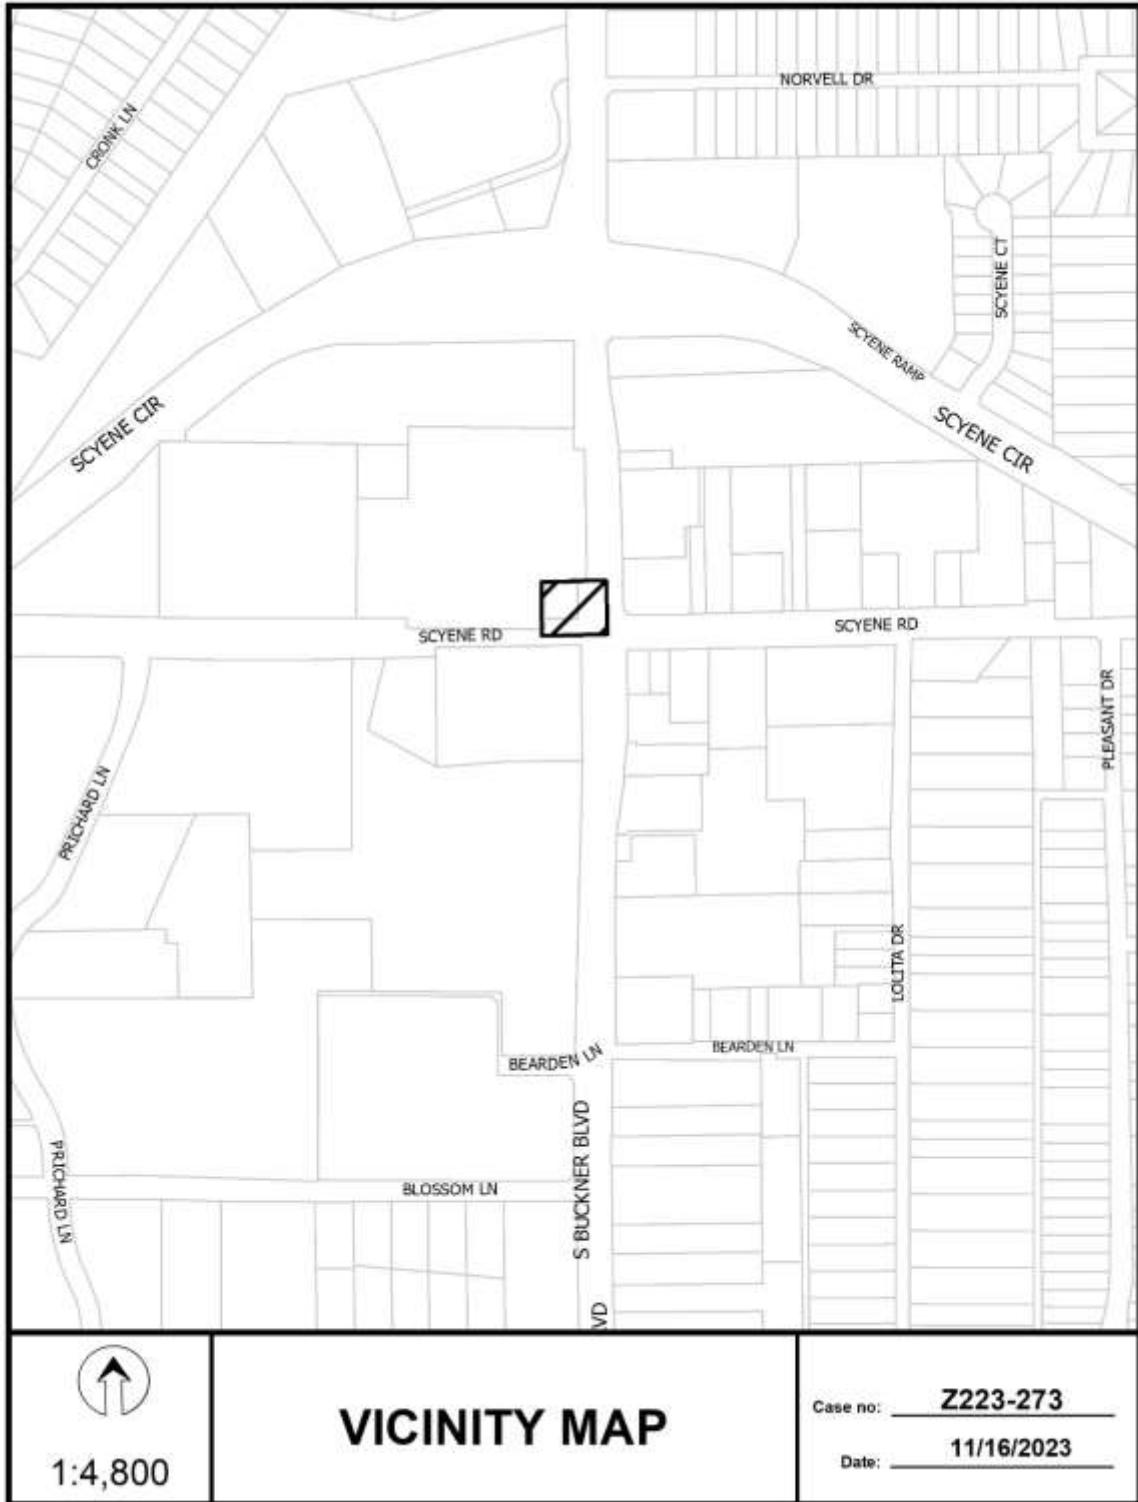 NORVELL DR
CRONK LN
SCYENE CT
SCYENE RAMP
SCYENE CIR
SCYENE CIR
SCYENE RD
SCYENE RD
PLEASANT DR
PRICHARD LN
LOLITA DR
BEARDEN LN
BEARDEN LN
S BUCKNER BLVD
PRICHARD LN
BLOSSOM LN
VD
1:4,800
VICINITY MAP
Case no: Z223-273
Date: 11/16/2023